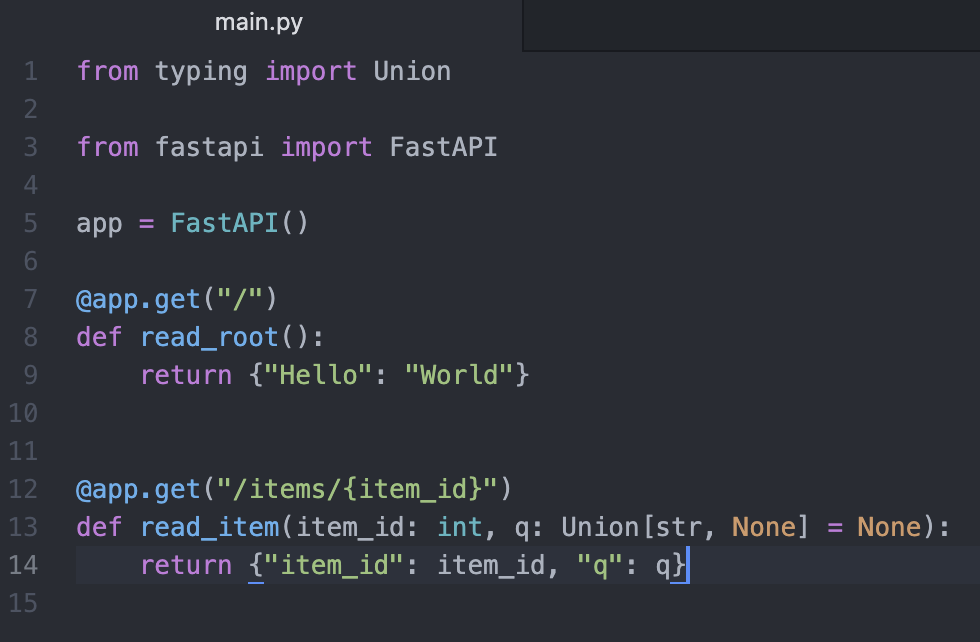 main.py
1 from typing import Union
2
3 from fastapi import FastAPI
4
5 app = FastAPI()
6
7 @app.get("/")
8 def read_root():
9     return {"Hello": "World"}
10
11
12 @app.get("/items/{item_id}")
13 def read_item(item_id: int, q: Union[str, None] = None):
14     return {"item_id": item_id, "q": q}
15